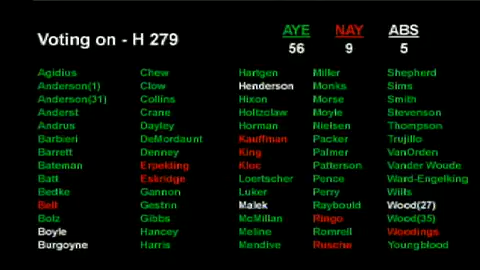 Voting on - H 279 AYE NAY ABS
56 9 5
Agidius Chew Hartgen Miller Shepherd
Anderson(1) Clow Henderson Monks Sims
Anderson(31) Collins Hixon Morse Smith
Anderst Crane Holtzclaw Moyle Stevenson
Andrus Dayley Horman Nielsen Thompson
Barbieri DeMordaunt Kauffman Packer Trujillo
Barrett Denney King Palmer VanOrden
Bateman Erpelding Kloc Patterson Vander Woude
Batt Eskridge Loertscher Pence Ward-Engelking
Bedke Gannon Luker Perry Wills
Bell Gestrin Malek Raybould Wood(27)
Bolz Gibbs McMillan Ringo Wood(35)
Boyle Hancey Meline Romrell Woodings
Burgoyne Harris Mendive Rusche Youngblood